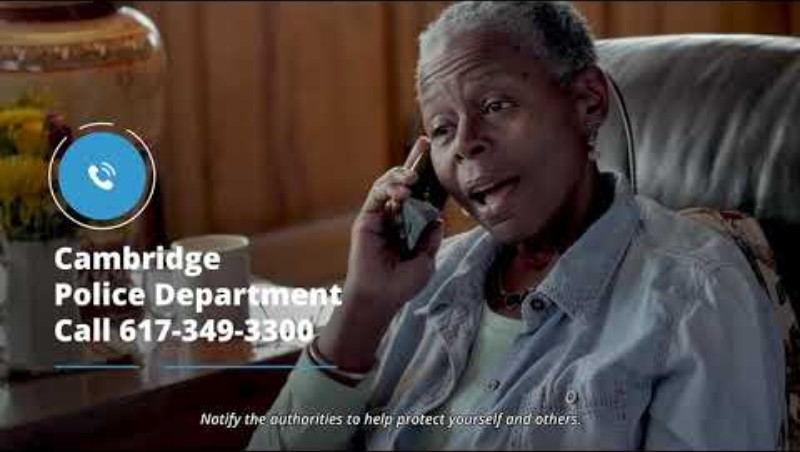 Cambridge
Police Department
Call 617-349-3300
Notify the authorities to help protect yourself and others.